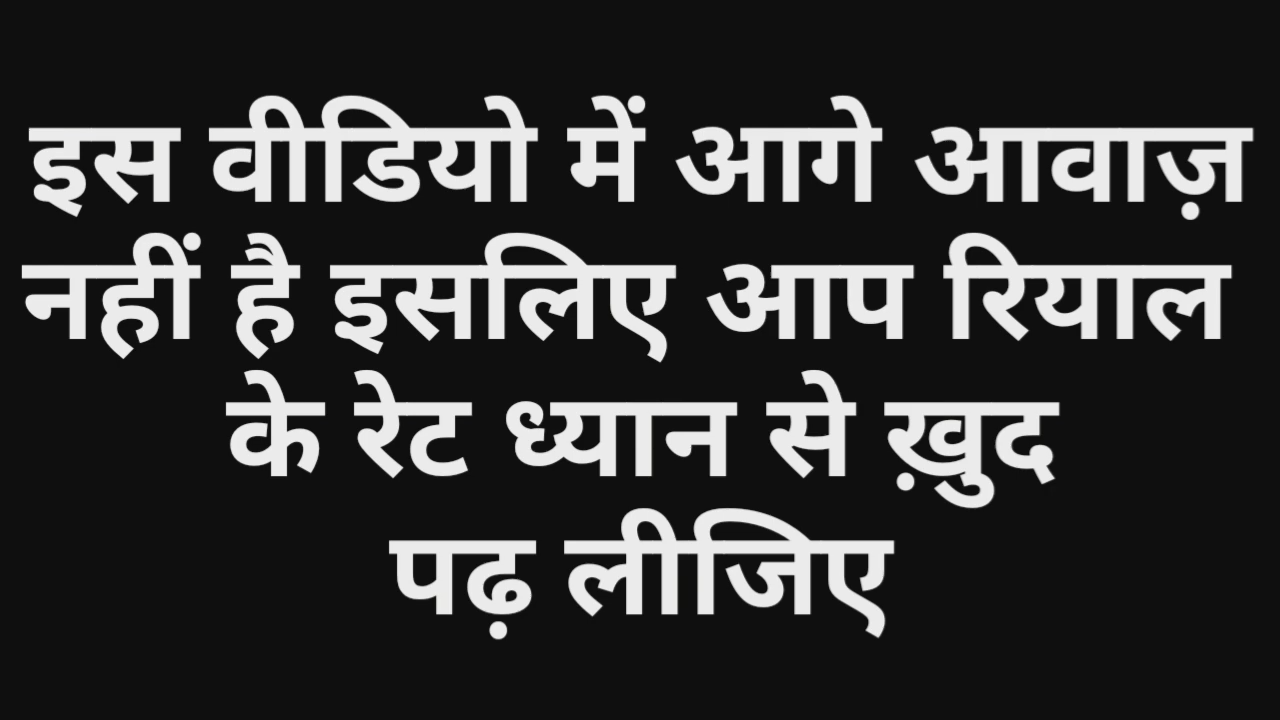 इस वीडियो में आगे आवाज़
नहीं है इसलिए आप रियाल
के रेट ध्यान से ख़ुद
पढ़ लीजिए